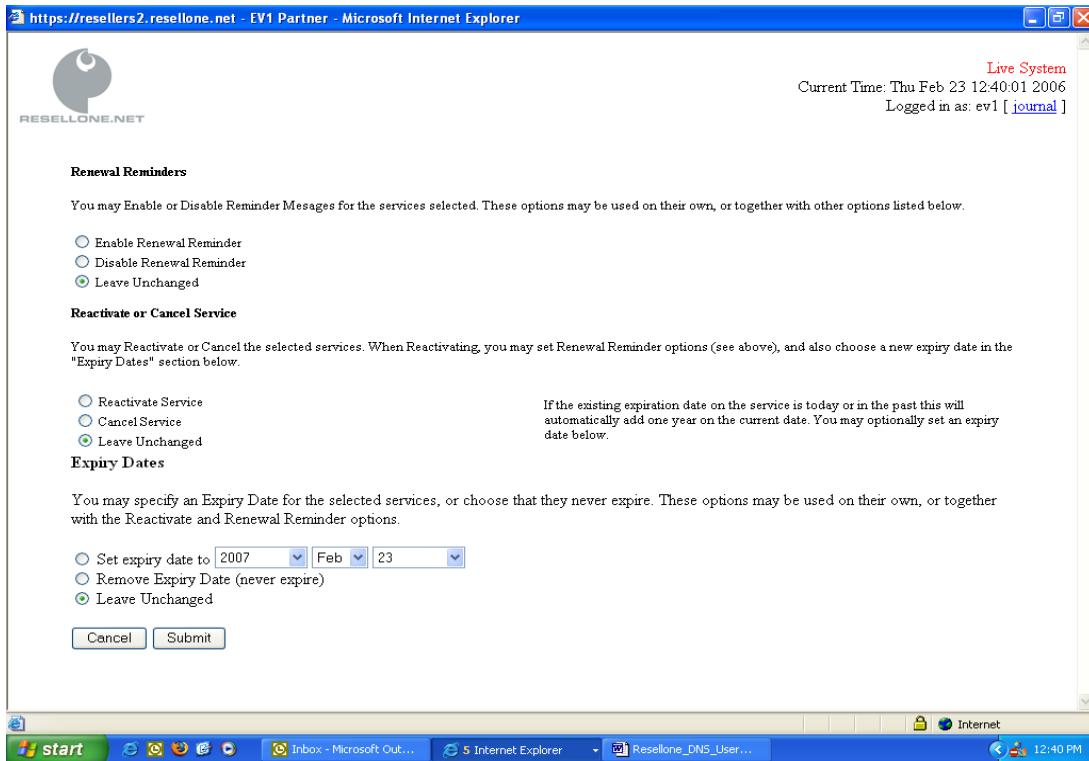 https://resellers2.resellone.net - EV1 Partner - Microsoft Internet Explorer
RESELLONE.NET
Live System
Current Time: Thu Feb 23 12:40:01 2006
Logged in as: ev1 [ journal ]
Renewal Reminders
You may Enable or Disable Reminder Mesages for the services selected. These options may be used on their own, or together with other options listed below.
Enable Renewal Reminder
Disable Renewal Reminder
Leave Unchanged
Reactivate or Cancel Service
You may Reactivate or Cancel the selected services. When Reactivating, you may set Renewal Reminder options (see above), and also choose a new expiry date in the
"Expiry Dates" section below.
Reactivate Service
Cancel Service
Leave Unchanged
If the existing expiration date on the service is today or in the past this will
automatically add one year on the current date. You may optionally set an expiry
date below.
Expiry Dates
You may specify an Expiry Date for the selected services, or choose that they never expire. These options may be used on their own, or together
with the Reactivate and Renewal Reminder options.
Set expiry date to 2007 Feb 23
Remove Expiry Date (never expire)
Leave Unchanged
Cancel Submit
Internet
start Inbox - Microsoft Out... 5 Internet Explorer Resellone_DNS_User... 12:40 PM